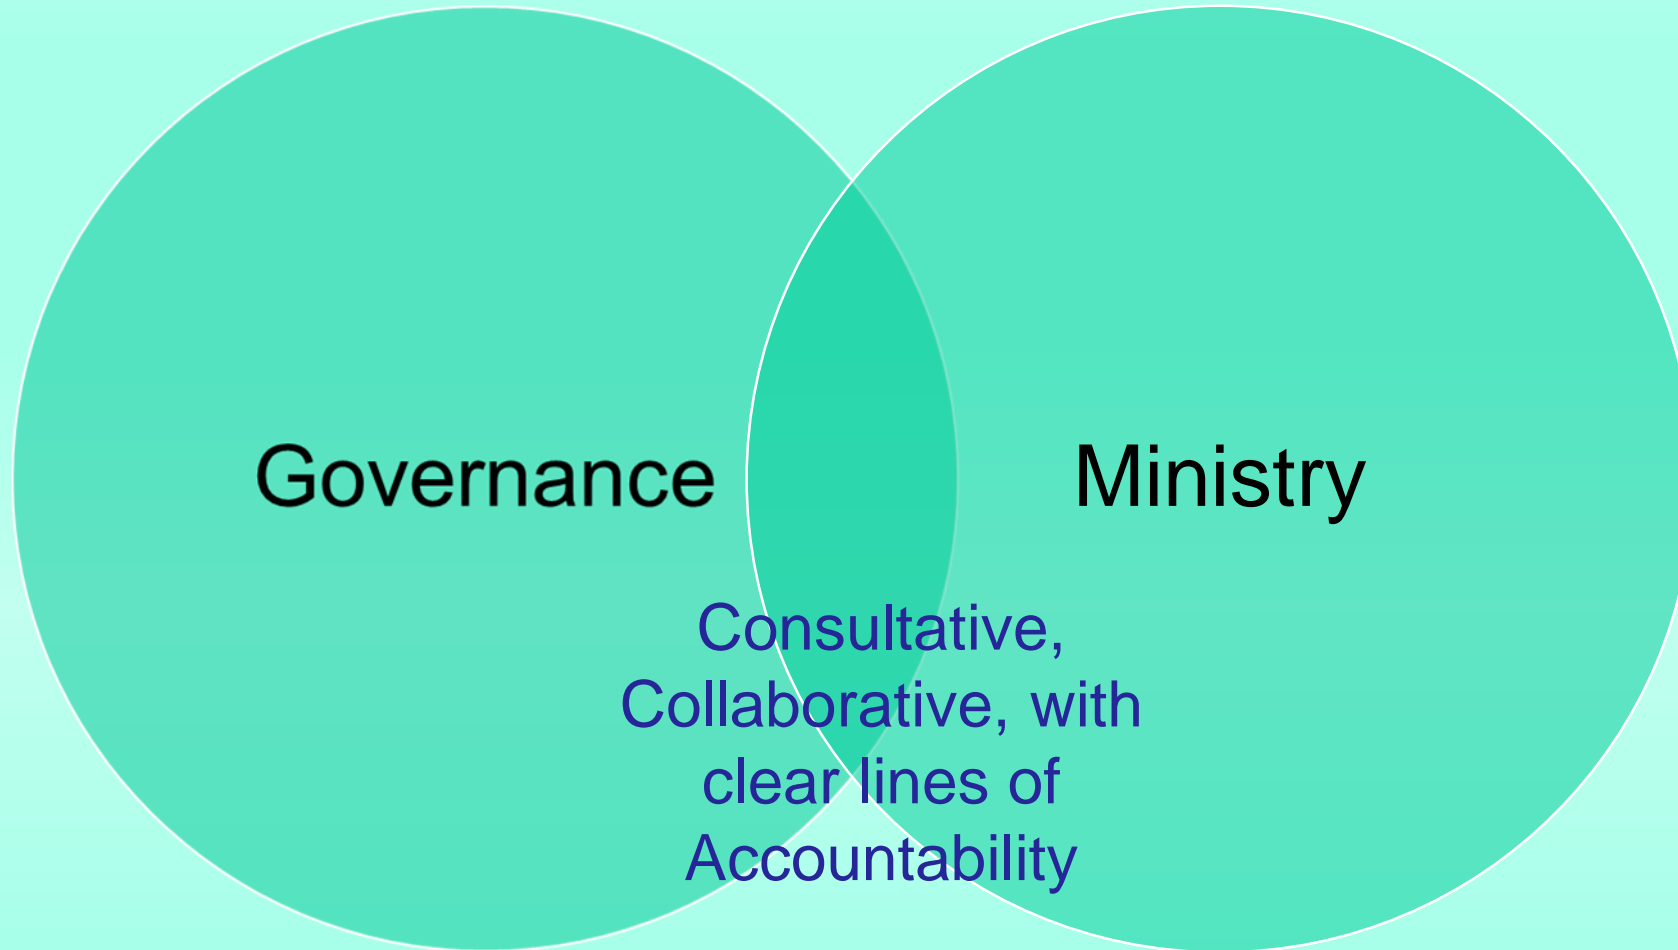 Governance
Ministry
Consultative,
Collaborative, with
clear lines of
Accountability